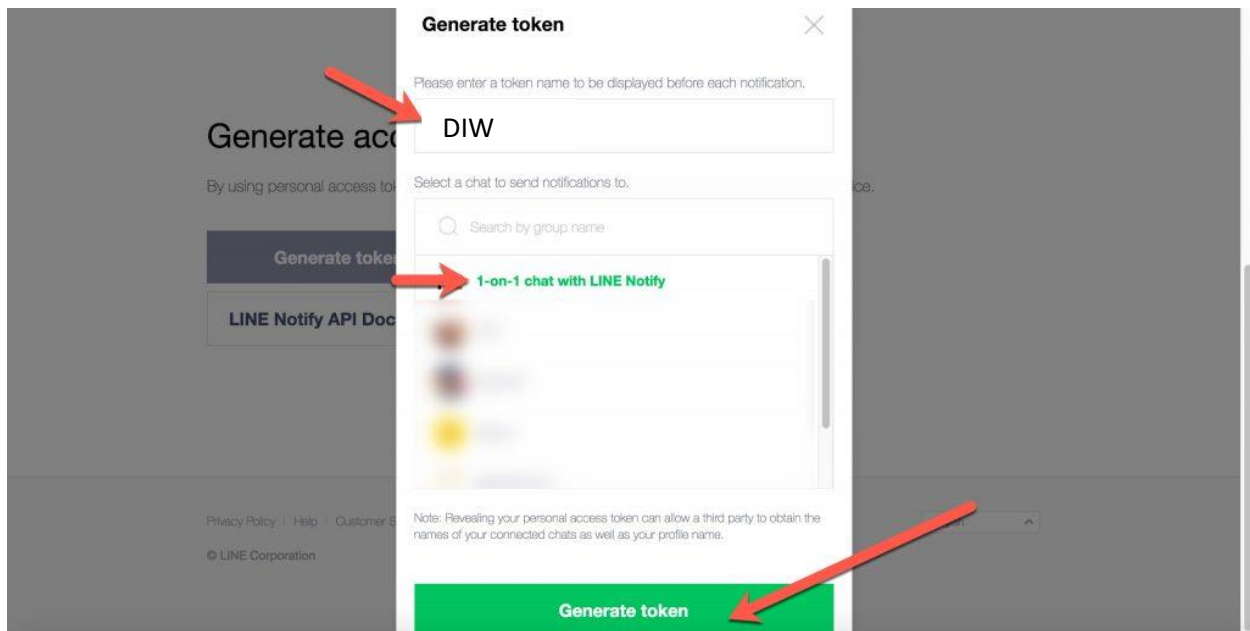 Generate token
Please enter a token name to be displayed before each notification.
DIW
Generate acc
By using personal access tok
ice.
Select a chat to send notifications to.
Search by group name
Generate token
1-on-1 chat with LINE Notify
LINE Notify API Doc
Note: Revealing your personal access token can allow a third party to obtain the
names of your connected chats as well as your profile name.
Privacy Policy
Help
Customer S
© LINE Corporation
Generate token